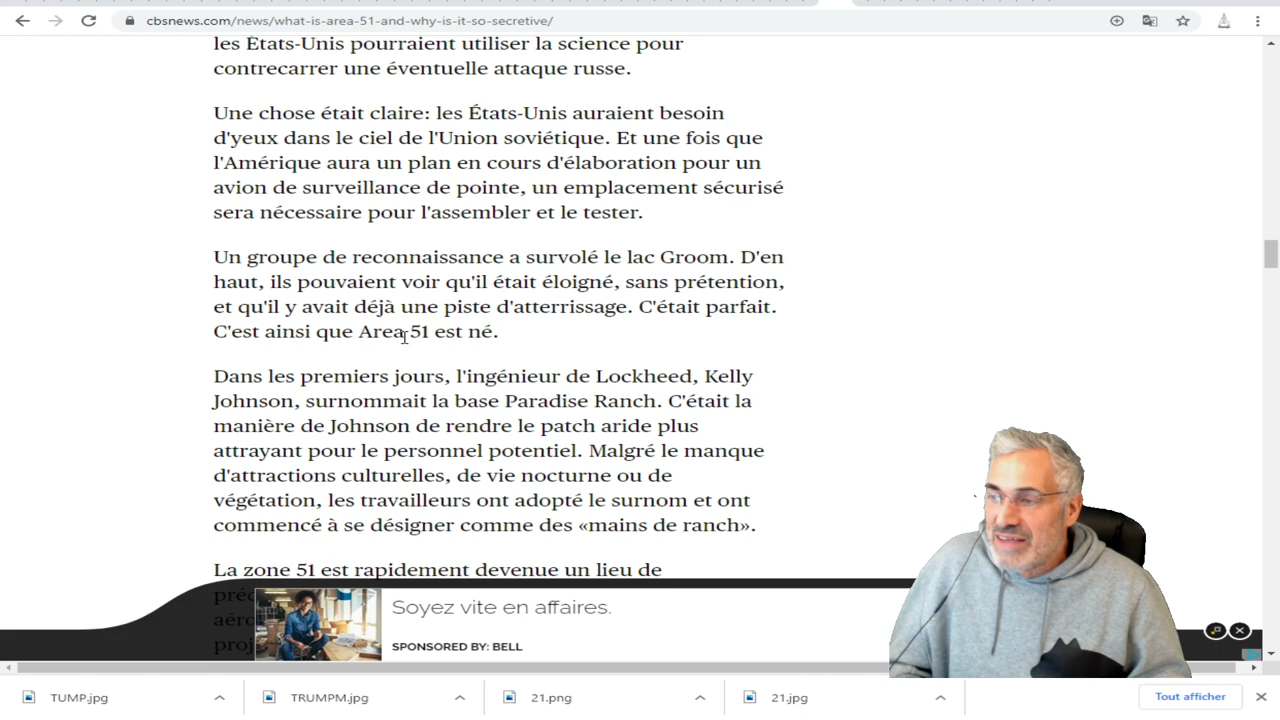 cbsnews.com/news/what-is-area-51-and-why-is-it-so-secretive/
les États-Unis pourraient utiliser la science pour
contrecarrer une éventuelle attaque russe.
Une chose était claire: les États-Unis auraient besoin
d'yeux dans le ciel de l'Union soviétique. Et une fois que
l'Amérique aura un plan en cours d'élaboration pour un
avion de surveillance de pointe, un emplacement sécurisé
sera nécessaire pour l'assembler et le tester.
Un groupe de reconnaissance a survolé le lac Groom. D'en
haut, ils pouvaient voir qu'il était éloigné, sans prétention,
et qu'il y avait déjà une piste d'atterrissage. C'était parfait.
C'est ainsi que Area 51 est né.
Dans les premiers jours, l'ingénieur de Lockheed, Kelly
Johnson, surnommait la base Paradise Ranch. C'était la
manière de Johnson de rendre le patch aride plus
attrayant pour le personnel potentiel. Malgré le manque
d'attractions culturelles, de vie nocturne ou de
végétation, les travailleurs ont adopté le surnom et ont
commencé à se désigner comme des «mains de ranch».
La zone 51 est rapidement devenue un lieu de
Soyez vite en affaires.
SPONSORED BY: BELL
TUMP.jpg
TRUMPM.jpg
21.png
21.jpg
Tout afficher